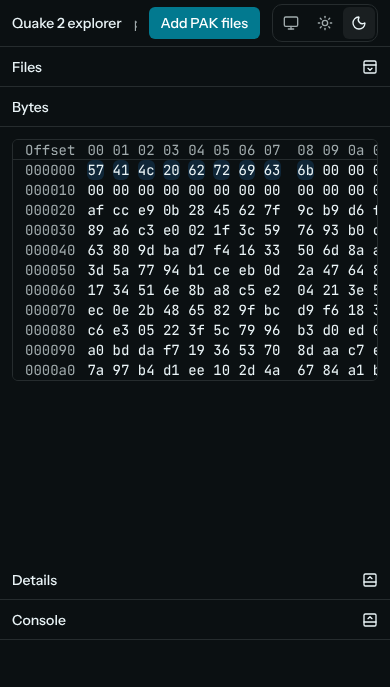 Quake 2 explorer
Add PAK files
Files
Bytes
Offset 00 01 02 03 04 05 06 07 08 09 0a
000000 57 41 4c 20 62 72 69 63 6b 00 00
000010 00 00 00 00 00 00 00 00 00 00 00
000020 af cc e9 0b 28 45 62 7f 9c b9 d6
000030 89 a6 c3 e0 02 1f 3c 59 76 93 b0
000040 63 80 9d ba d7 f4 16 33 50 6d 8a
000050 3d 5a 77 94 b1 ce eb 0d 2a 47 64
000060 17 34 51 6e 8b a8 c5 e2 04 21 3e
000070 ec 0e 2b 48 65 82 9f bc d9 f6 18
000080 c6 e3 05 22 3f 5c 79 96 b3 d0 ed
000090 a0 bd da f7 19 36 53 70 8d aa c7
0000a0 7a 97 b4 d1 ee 10 2d 4a 67 84 a1
Details
Console